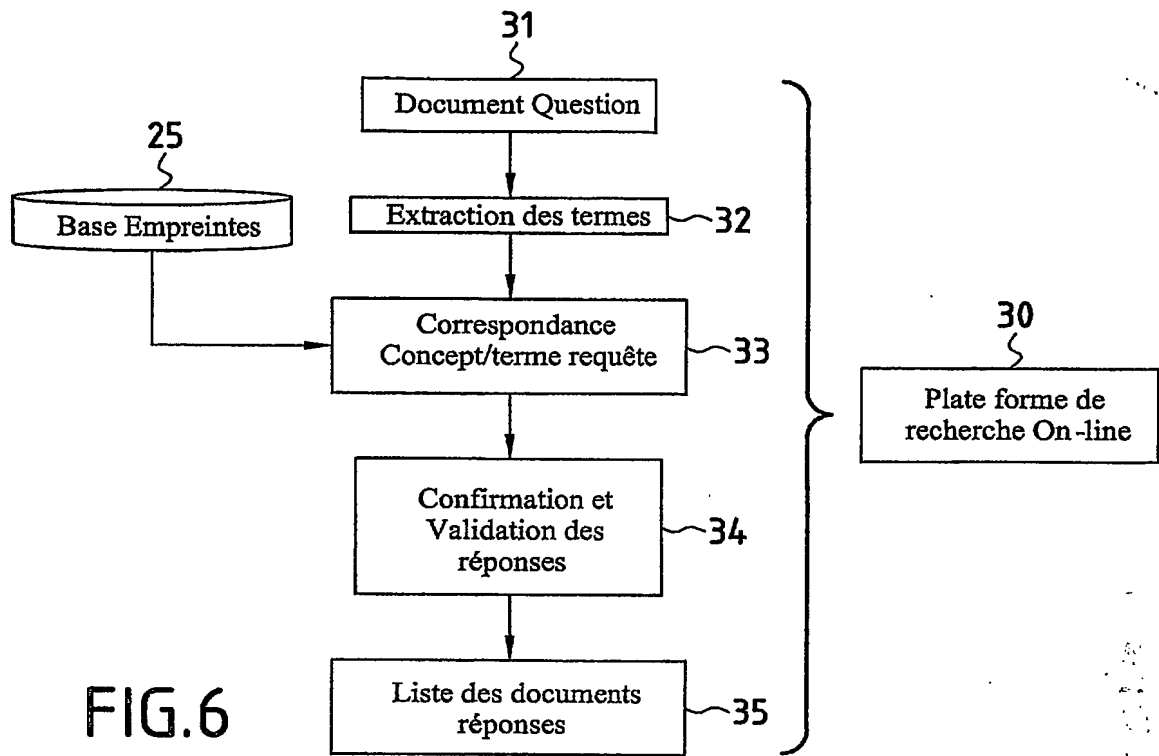 31
Document Question
25
Base Empreintes
Extraction des termes
32
Correspondance
Concept/terme requête
33
30
Plate forme de
recherche On-line
Confirmation et
Validation des
réponses
34
Liste des documents
réponses
35
FIG.6